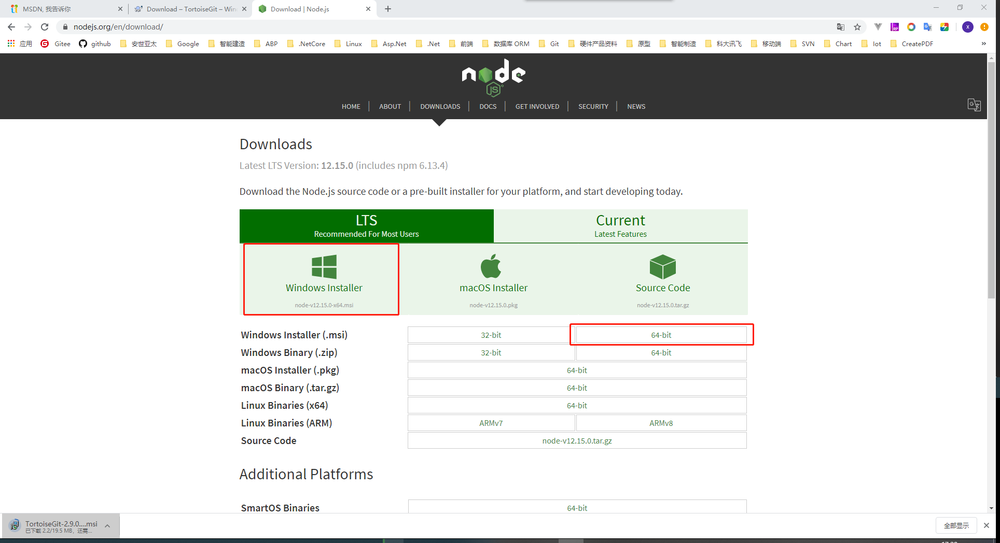 MSDN, 我告诉你
Download – TortoiseGit – Win
Download | Node.js
nodejs.org/en/download/
应用
Gitee
github
安世亚太
Google
智能建造
ABP
.NetCore
Linux
Asp.Net
.Net
前端
数据库 ORM
Git
硬件产品资料
原型
智能制造
科大讯飞
移动端
SVN
Chart
Iot
CreatePDF
node
JS
HOME
ABOUT
DOWNLOADS
DOCS
GET INVOLVED
SECURITY
NEWS
Downloads
Latest LTS Version: 12.15.0 (includes npm 6.13.4)
Download the Node.js source code or a pre-built installer for your platform, and start developing today.
LTS
Recommended For Most Users
Current
Latest Features
Windows Installer
node-v12.15.0-x64.msi
macOS Installer
node-v12.15.0.pkg
Source Code
node-v12.15.0.tar.gz
Windows Installer (.msi) 32-bit 64-bit
Windows Binary (.zip) 32-bit 64-bit
macOS Installer (.pkg) 64-bit
macOS Binary (.tar.gz) 64-bit
Linux Binaries (x64) 64-bit
Linux Binaries (ARM) ARMv7 ARMv8
Source Code node-v12.15.0.tar.gz
Additional Platforms
SmartOS Binaries 64-bit
TortoiseGit-2.9.0....msi
已下载 2.2/19.5 MB，还需...
全部显示